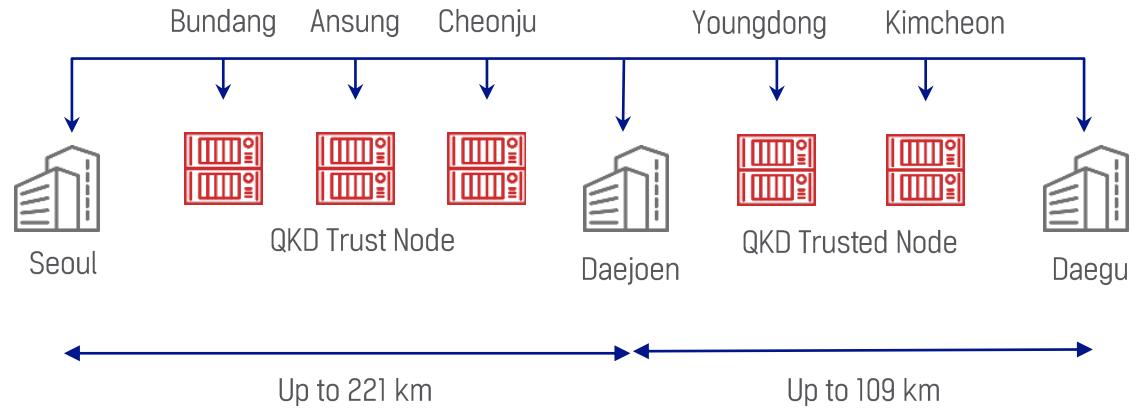 Bundang Ansung Cheonju Youngdong Kimcheon
QKD Trust Node QKD Trusted Node
Seoul Daejoen Daegu
Up to 221 km Up to 109 km